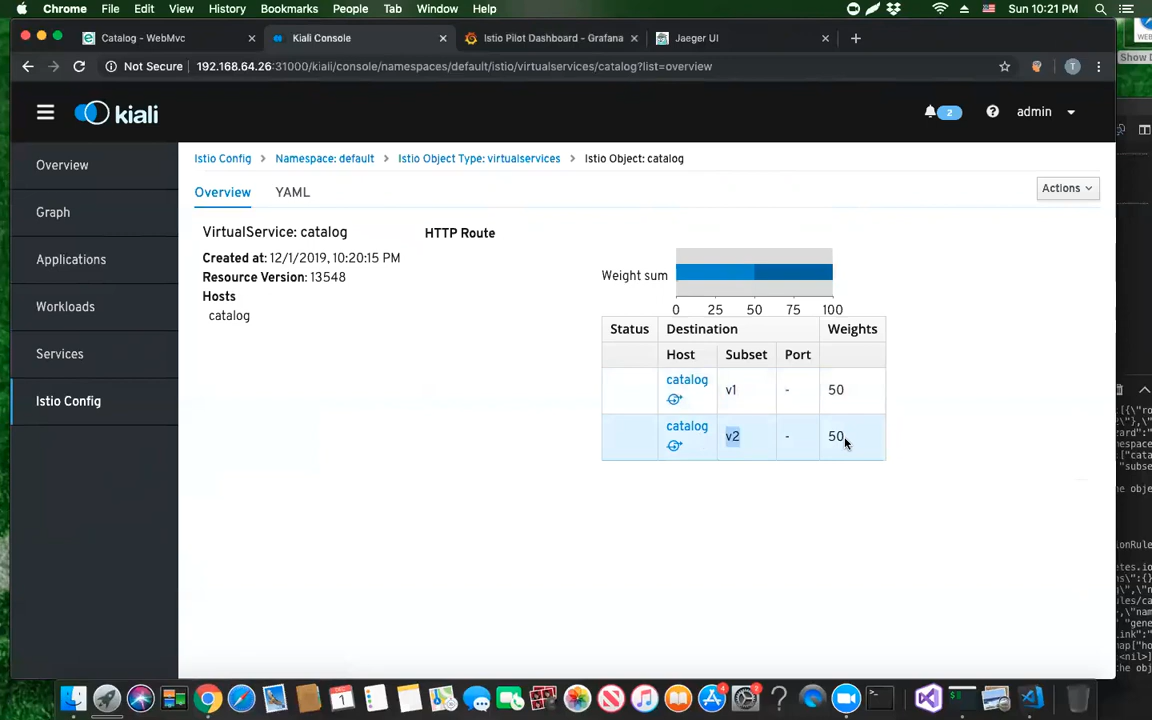 Chrome File Edit View History Bookmarks People Tab Window Help Sun 10:21 PM
Catalog - WebMvc
Kiali Console
Istio Pilot Dashboard - Grafana
Jaeger UI
Show D
Not Secure 192.168.64.26:31000/kiali/console/namespaces/default/istio/virtualservices/catalog?list=overview
kiali
2
admin
Overview
Graph
Applications
Workloads
Services
Istio Config
Istio Config > Namespace: default > Istio Object Type: virtualservices > Istio Object: catalog
Overview YAML
Actions
VirtualService: catalog
Created at: 12/1/2019, 10:20:15 PM
Resource Version: 13548
Hosts
catalog
HTTP Route
Weight sum
0 25 50 75 100
Status Destination Weights
Host Subset Port
catalog v1 - 50
catalog v2 - 50